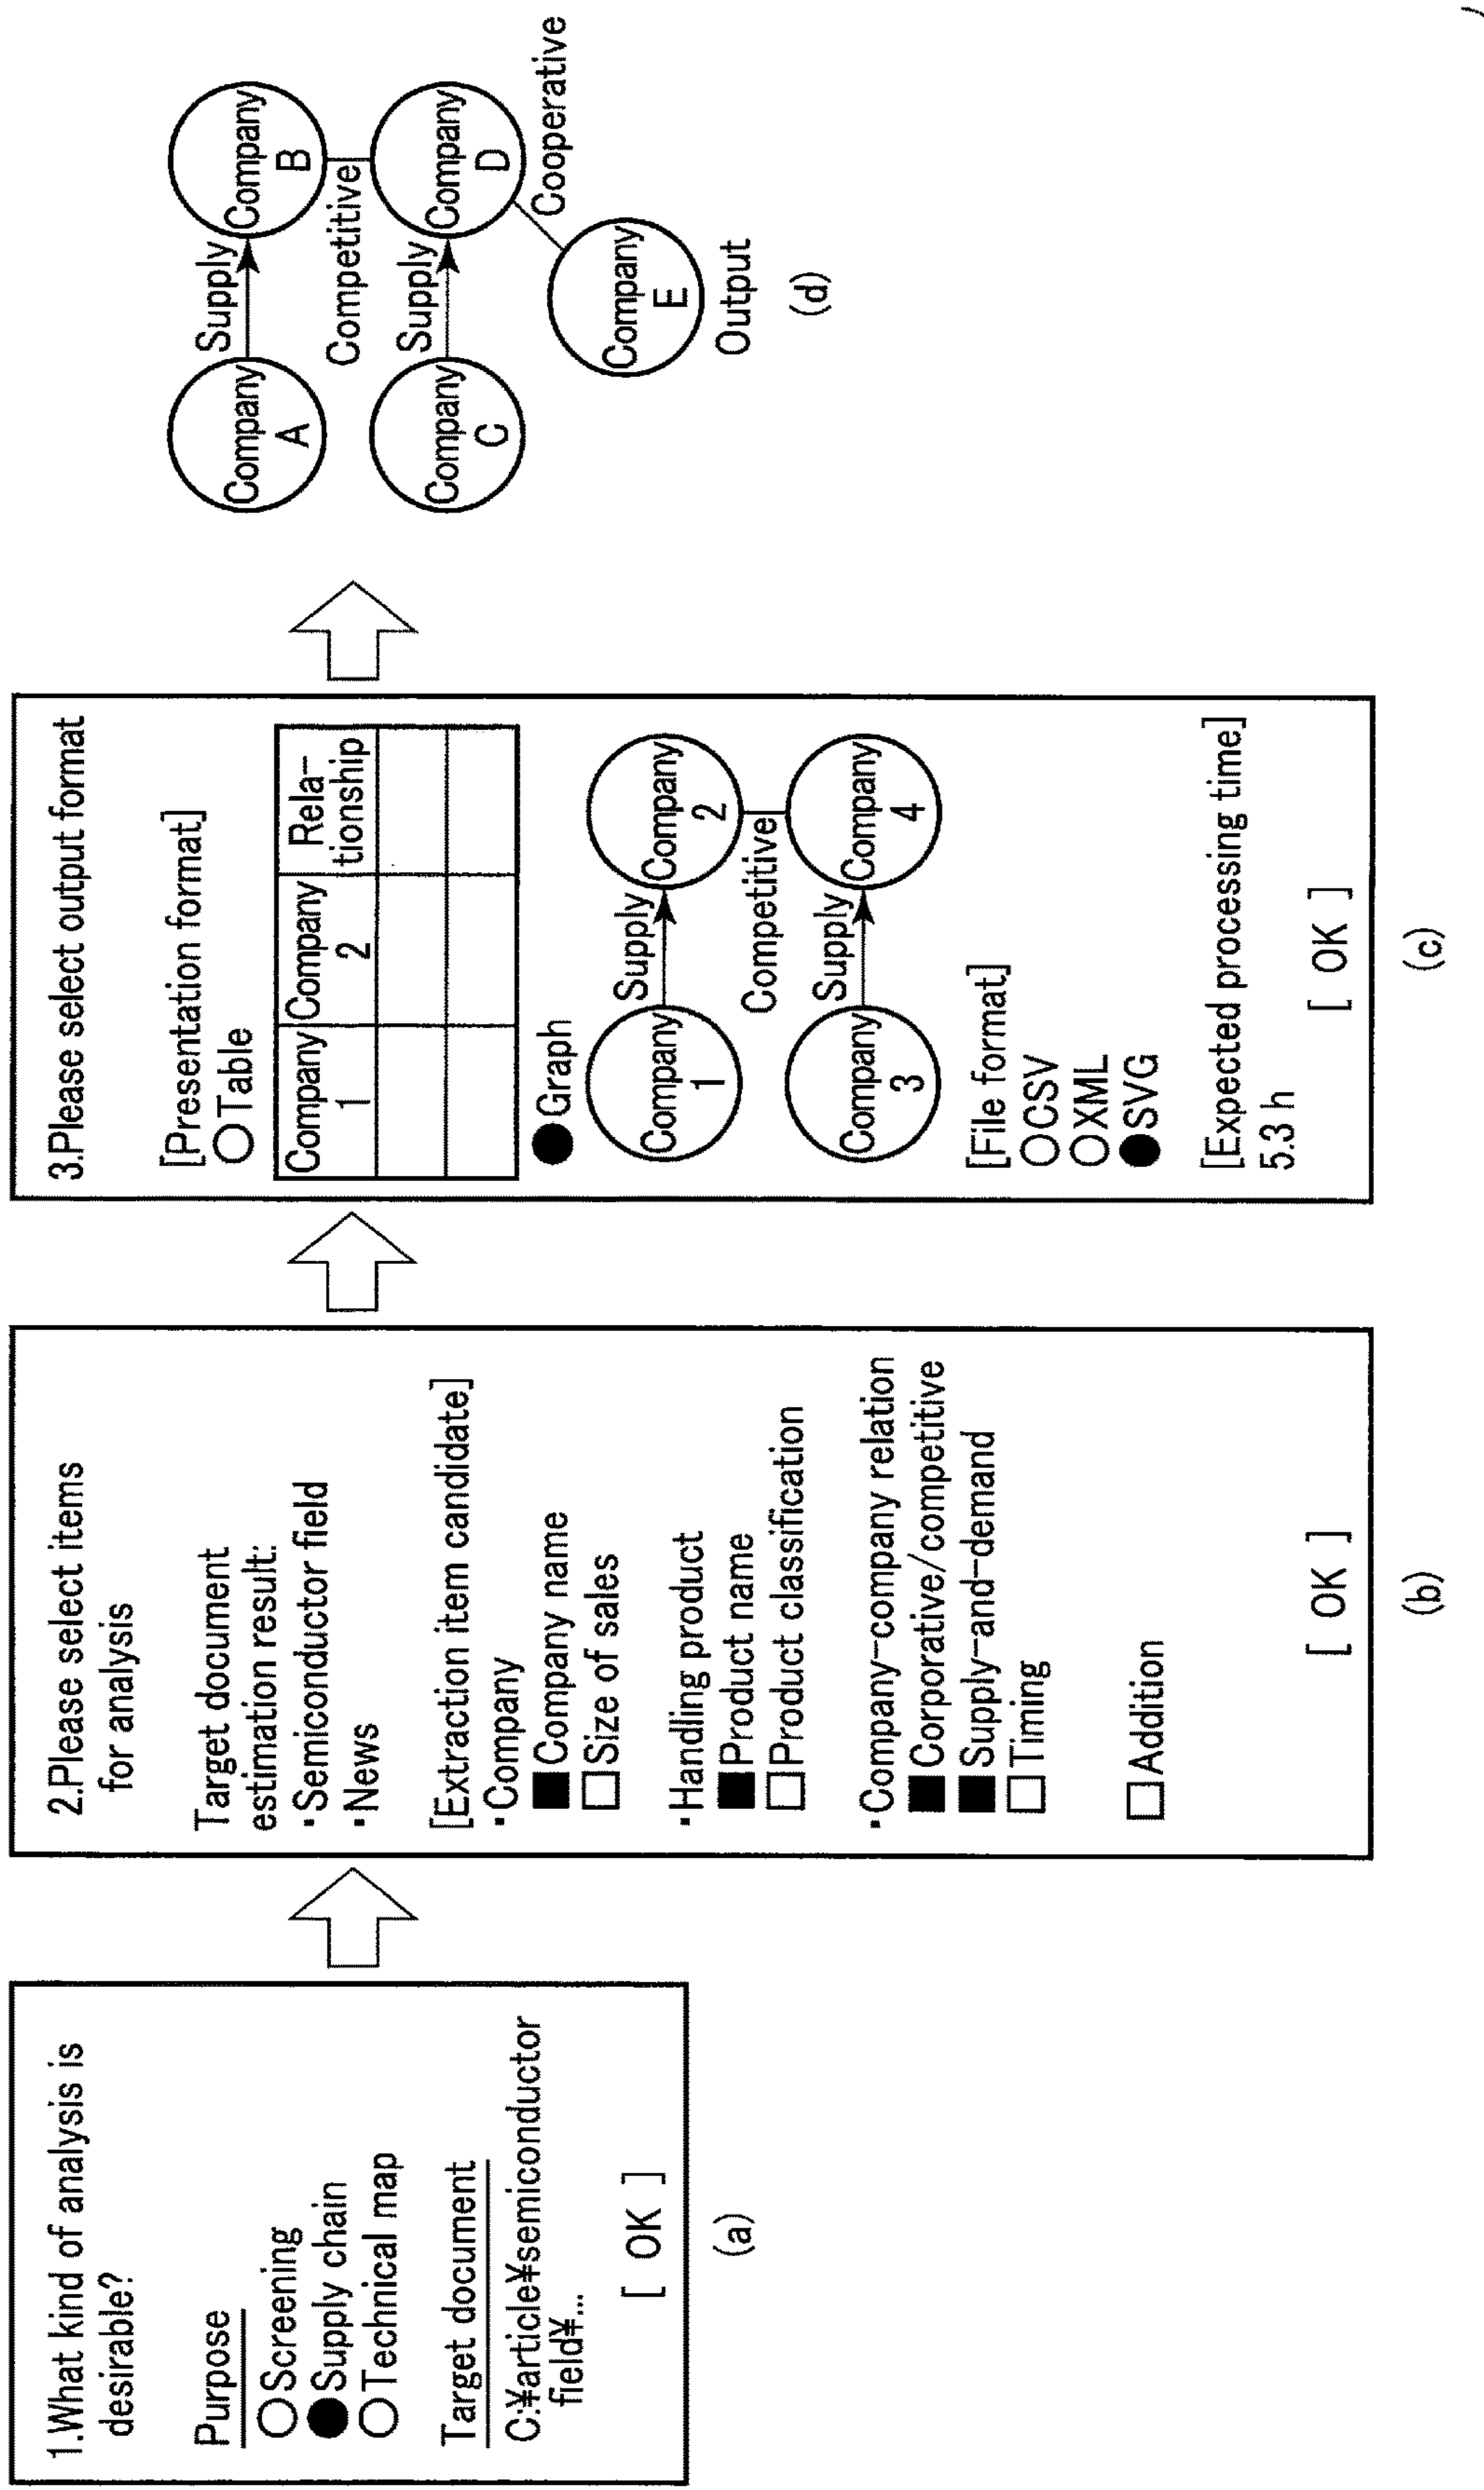 1.What kind of analysis is
desirable?
Purpose
○Screening
●Supply chain
○Technical map
Target document
C:¥article¥semiconductor
field¥...
[ OK ]
(a)
2.Please select items
for analysis
Target document
estimation result:
・Semiconductor field
・News
[Extraction item candidate]
・Company
■Company name
□Size of sales
・Handling product
■Product name
□Product classification
・Company-company relation
■Corporative/competitive
■Supply-and-demand
□Timing
□Addition
[ OK ]
(b)
3.Please select output format
[Presentation format]
○Table
Company
1
Company
2
Rela-
tionship
●Graph
Company
1
Supply
Company
2
Competitive
Company
3
Supply
Company
4
[File format]
○CSV
○XML
●SVG
[Expected processing time]
5.3 h
[ OK ]
(c)
Company
A
Supply
Company
B
Competitive
Company
C
Supply
Company
D
Cooperative
Company
E
Output
(d)